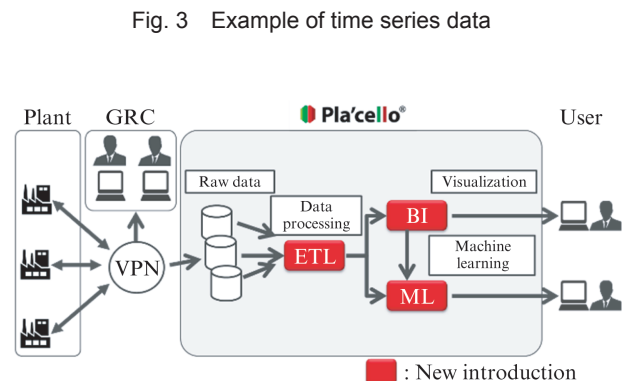 Fig. 3 Example of time series data
Plant
GRC
Pla'cello®
User
Raw data
Visualization
Data
processing
BI
VPN
ETL
Machine
learning
ML
: New introduction